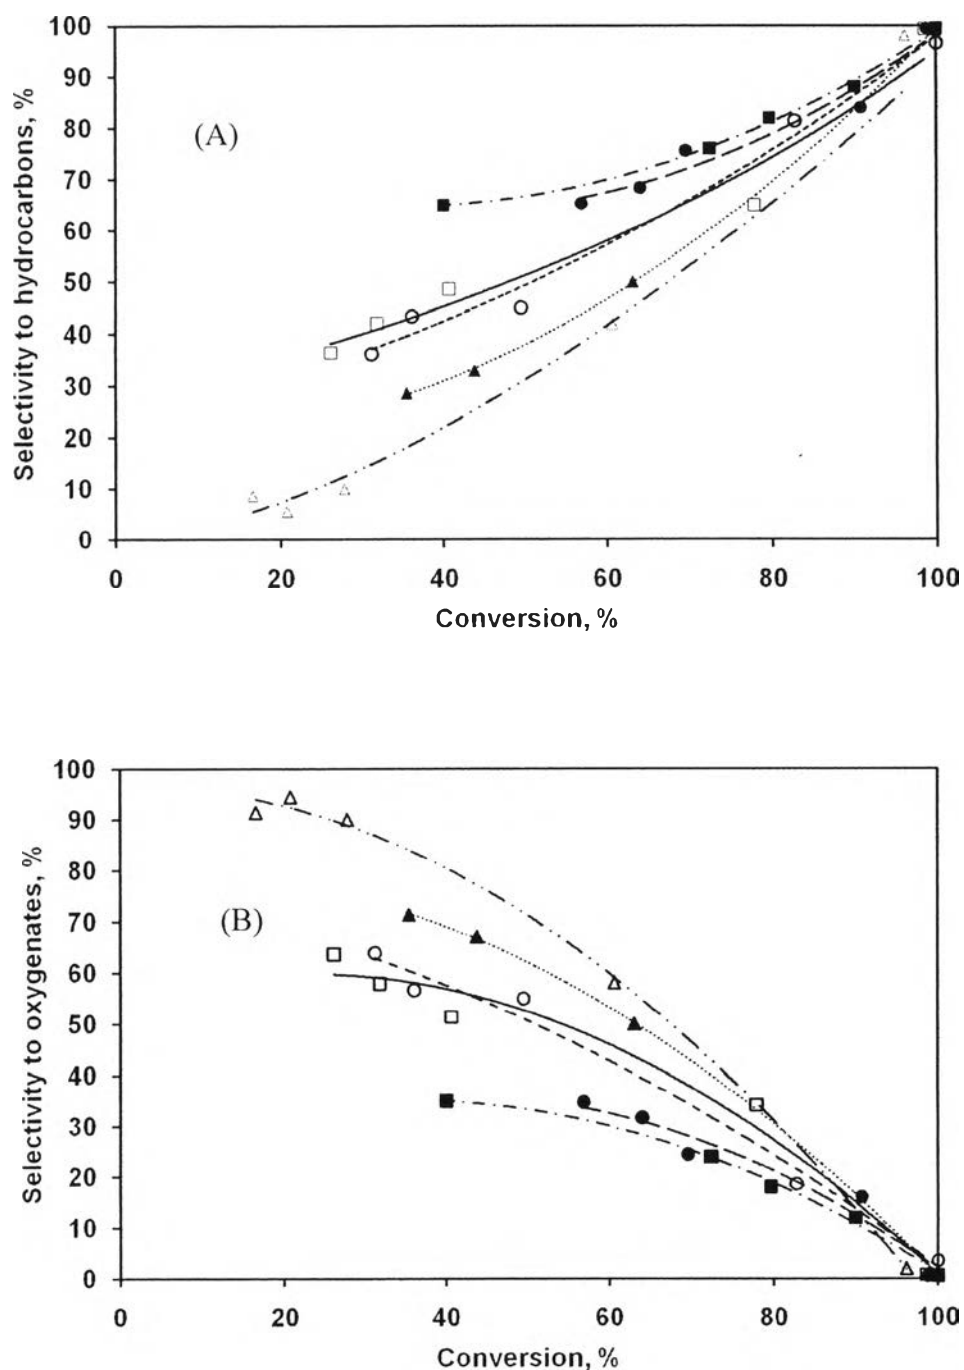 100
90
80
70
60
50
40
30
20
10
0
Selectivity to hydrocarbons, %
(A)
0 20 40 60 80 100
Conversion, %
100
90
80
70
60
50
40
30
20
10
0
Selectivity to oxygenates, %
(B)
0 20 40 60 80 100
Conversion, %